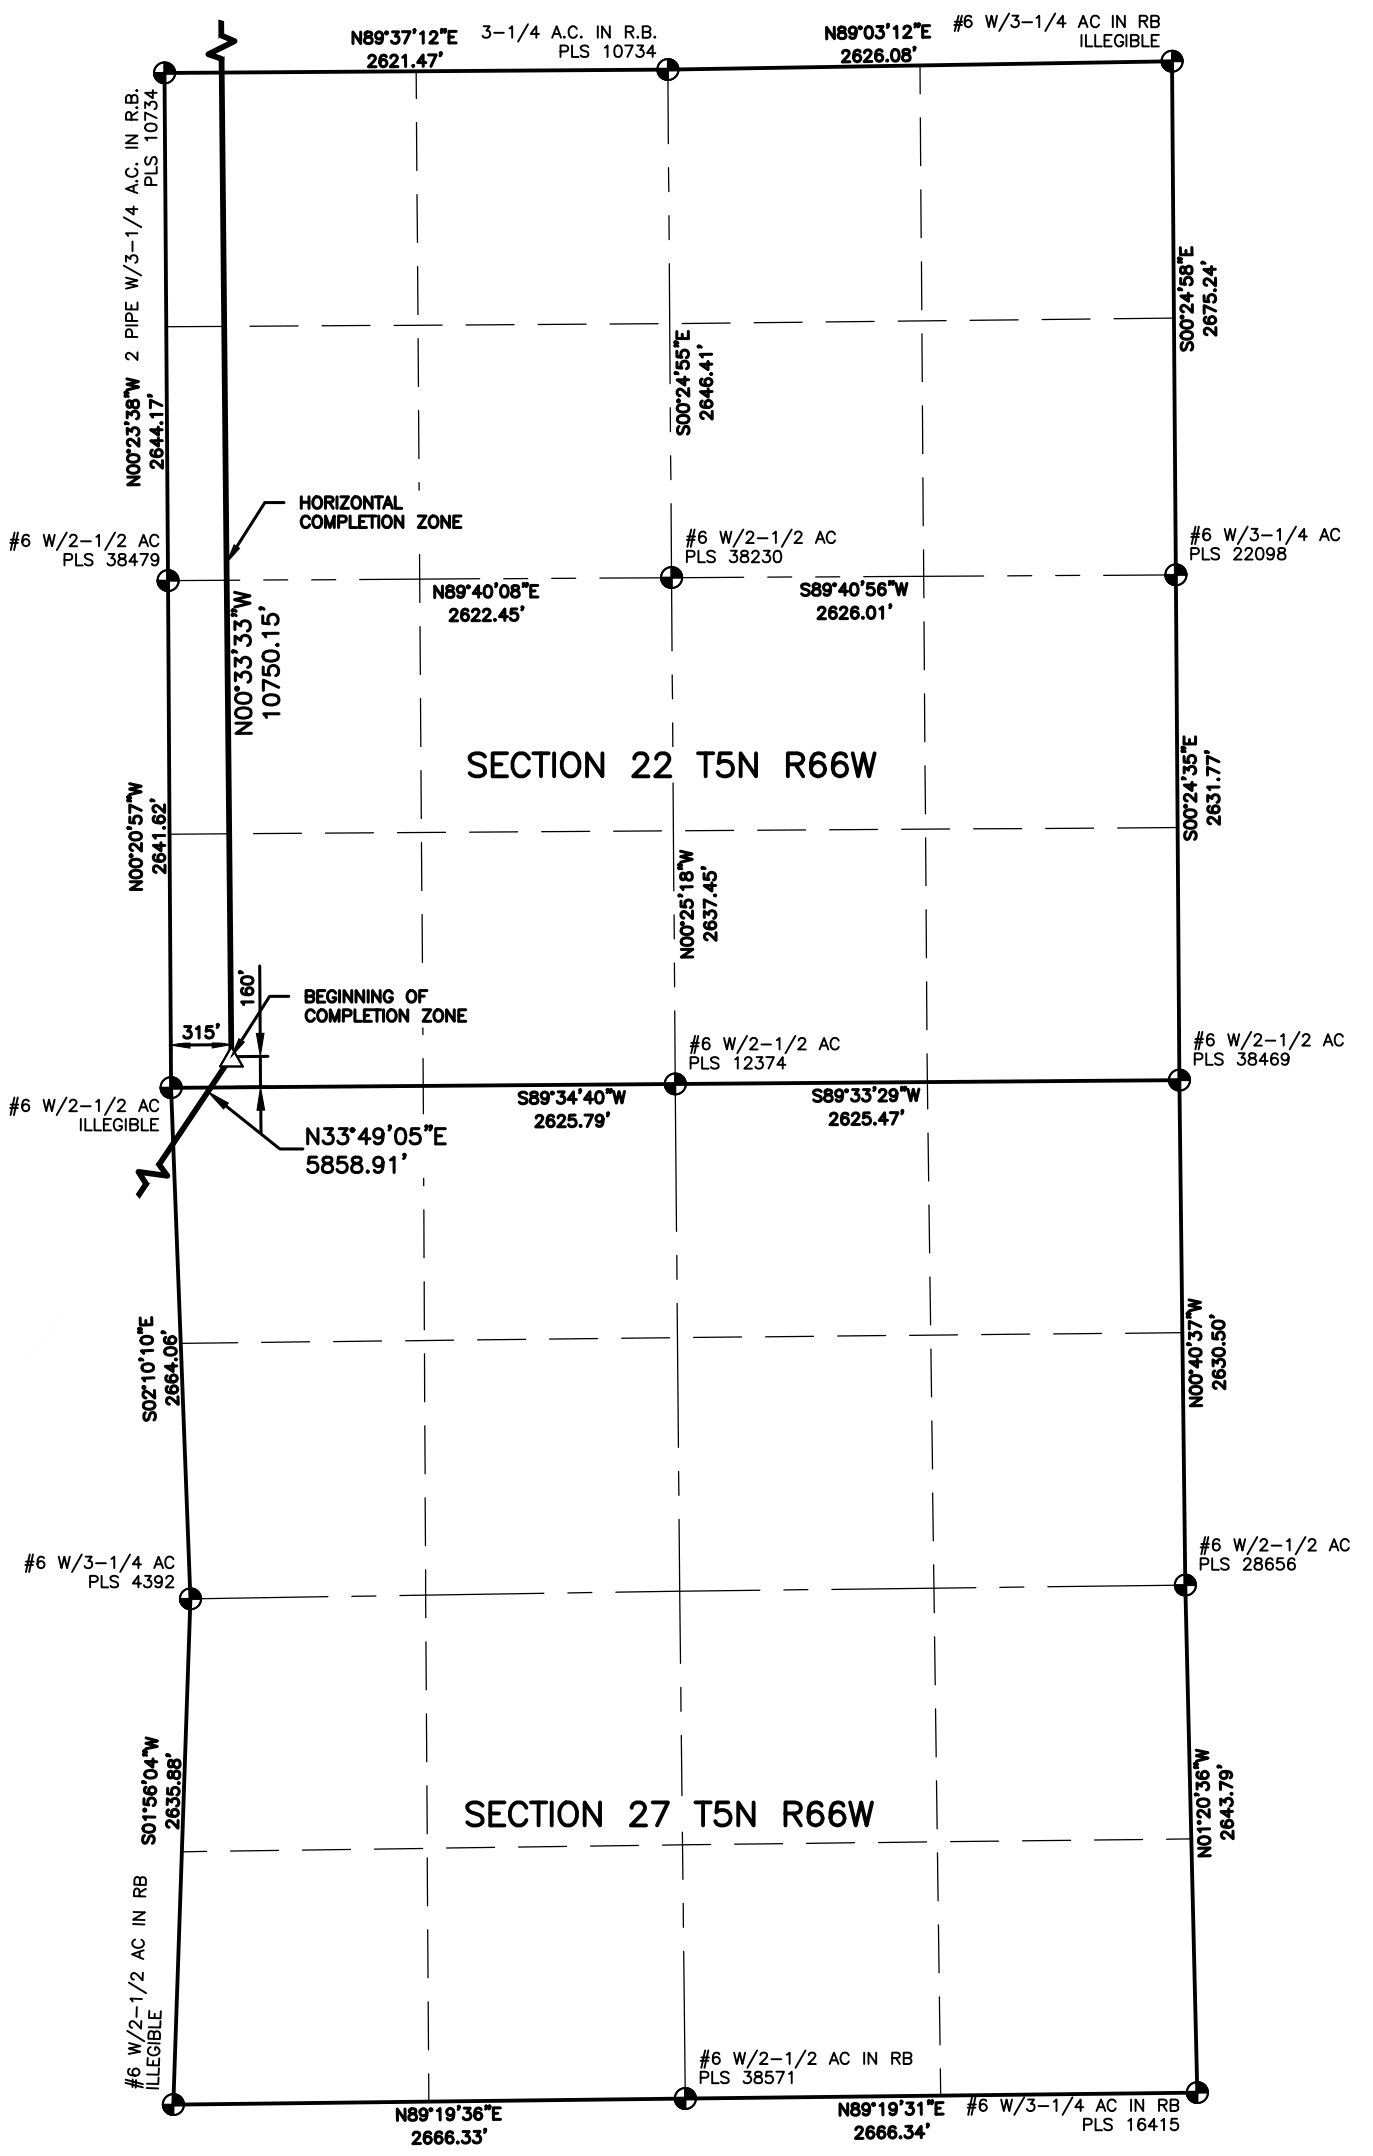 N89°37'12"E
2621.47'
3-1/4 A.C. IN R.B.
PLS 10734
N89°03'12"E
2626.08'
#6 W/3-1/4 AC IN RB
ILLEGIBLE
2 PIPE W/3-1/4 A.C. IN R.B.
PLS 10734
N00°23'38"W
2644.17'
S00°24'55"E
2646.41'
S00°24'58"E
2675.24'
HORIZONTAL
COMPLETION ZONE
#6 W/2-1/2 AC
PLS 38479
#6 W/2-1/2 AC
PLS 38230
#6 W/3-1/4 AC
PLS 22098
N89°40'08"E
2622.45'
S89°40'56"W
2626.01'
N00°33'33"W
10750.15'
SECTION 22 T5N R66W
N00°20'57"W
2641.62'
N00°25'18"W
2637.45'
S00°24'35"E
2631.77'
160'
BEGINNING OF
COMPLETION ZONE
315'
#6 W/2-1/2 AC
PLS 12374
#6 W/2-1/2 AC
PLS 38469
#6 W/2-1/2 AC
ILLEGIBLE
S89°34'40"W
2625.79'
S89°33'29"W
2625.47'
N33°49'05"E
5858.91'
S02°10'10"E
2664.06'
N00°40'37"W
2630.50'
#6 W/3-1/4 AC
PLS 4392
#6 W/2-1/2 AC
PLS 28656
S01°56'04"W
2635.88'
SECTION 27 T5N R66W
N01°20'36"W
2643.79'
#6 W/2-1/2 AC IN RB
ILLEGIBLE
#6 W/2-1/2 AC IN RB
PLS 38571
N89°19'36"E
2666.33'
N89°19'31"E
2666.34'
#6 W/3-1/4 AC IN RB
PLS 16415